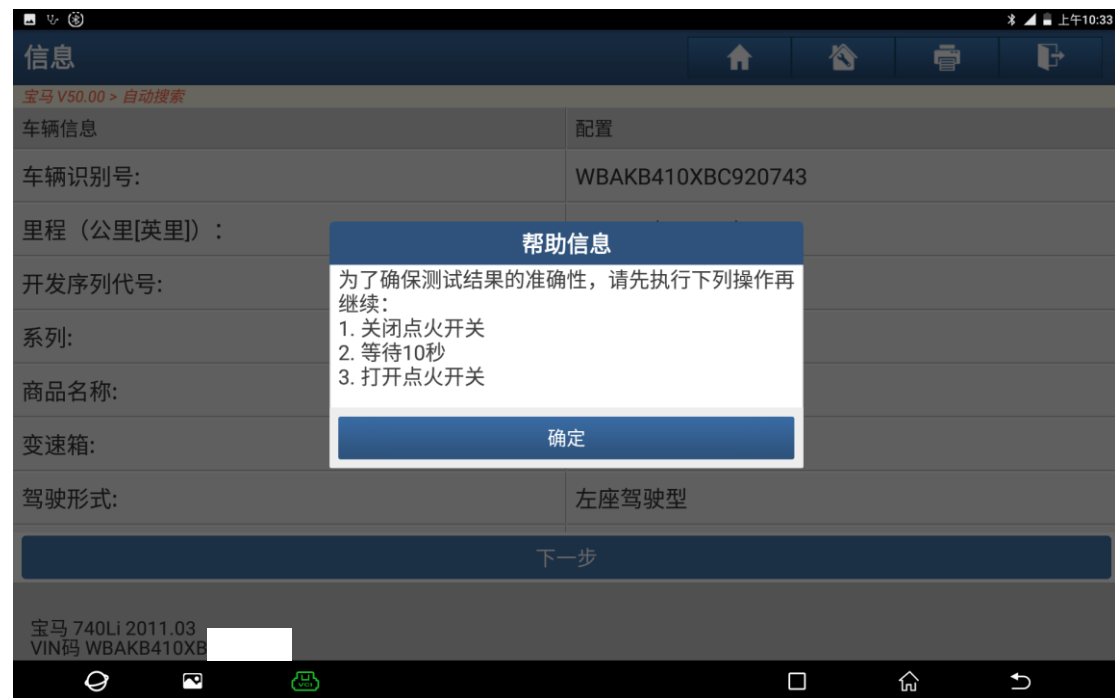 上午10:33
信息
宝马 V50.00 > 自动搜索
车辆信息 配置
车辆识别号: WBAKB410XBC920743
里程（公里[英里]）:
帮助信息
为了确保测试结果的准确性，请先执行下列操作再
继续：
1. 关闭点火开关
2. 等待10秒
3. 打开点火开关
确定
开发序列代号:
系列:
商品名称:
变速箱:
驾驶形式: 左座驾驶型
下一步
宝马 740Li 2011.03
VIN码 WBAKB410XB
VCI